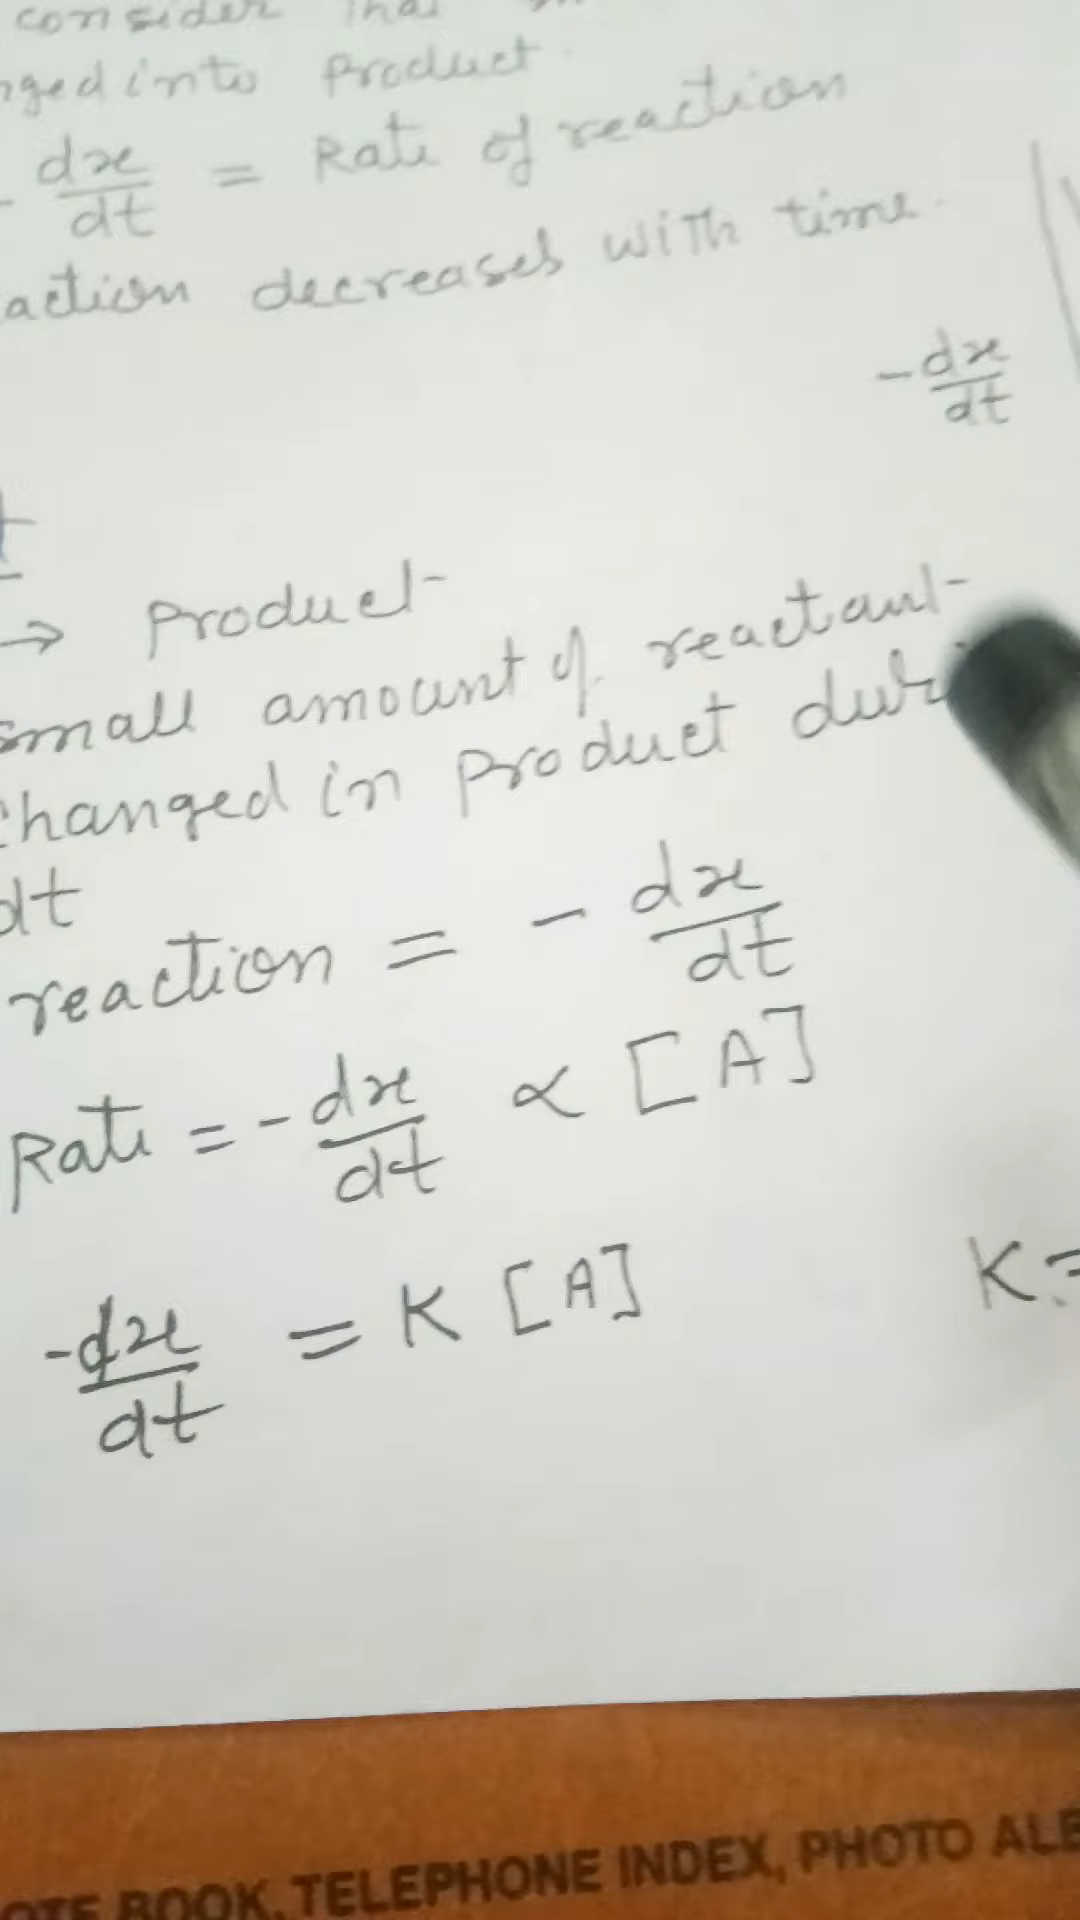 consider that
nged into Product.
- dx/dt = Rate of reaction
action decreases with time.
- dx/dt
→ Product
small amount of reactant
changed in product
dt
reaction = - dx/dt
Rate = - dx/dt ∝ [A]
- dx/dt = K [A]
K =
OTE BOOK, TELEPHONE INDEX, PHOTO ALB